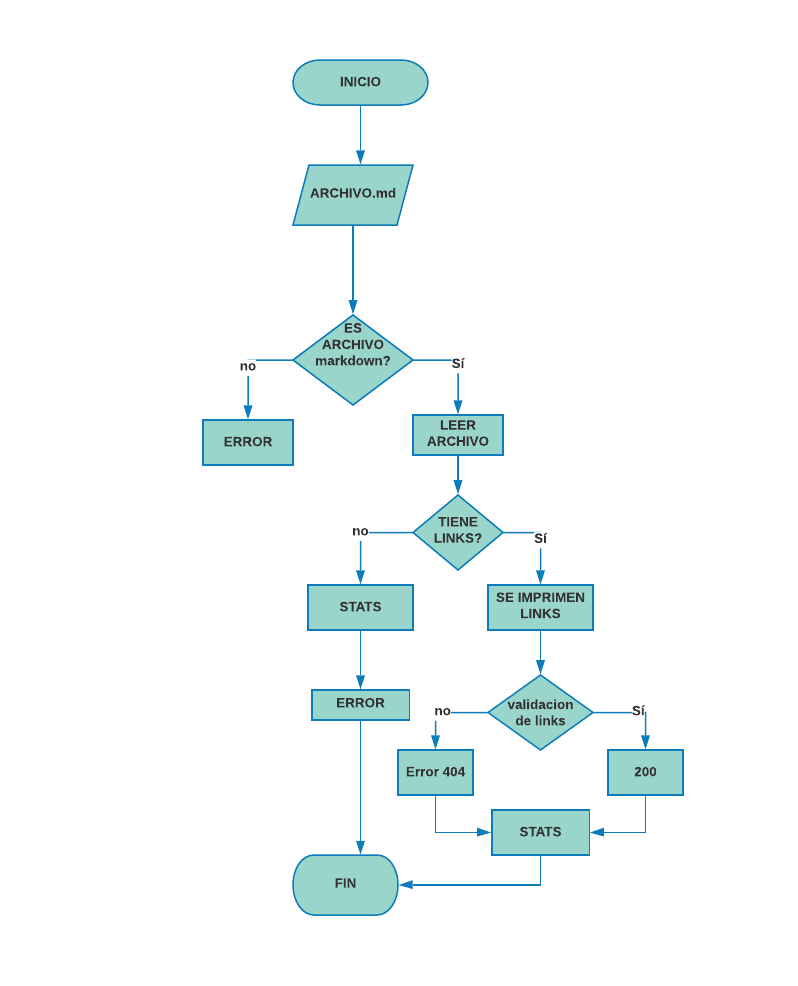 INICIO
ARCHIVO.md
ES
ARCHIVO
markdown?
no
Sí
ERROR
LEER
ARCHIVO
TIENE
LINKS?
no
Sí
STATS
SE IMPRIMEN
LINKS
ERROR
validacion
de links
no
Sí
Error 404
200
STATS
FIN